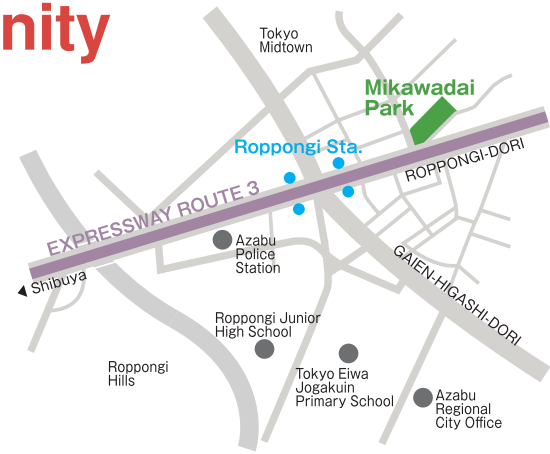 nity
Tokyo
Midtown
Mikawadai
Park
Roppongi Sta.
ROPPONGI-DORI
EXPRESSWAY ROUTE 3
Azabu
Police
Station
Shibuya
GAIEN-HIGASHI-DORI
Roppongi Junior
High School
Roppongi
Hills
Tokyo Eiwa
Jogakuin
Primary School
Azabu
Regional
City Office